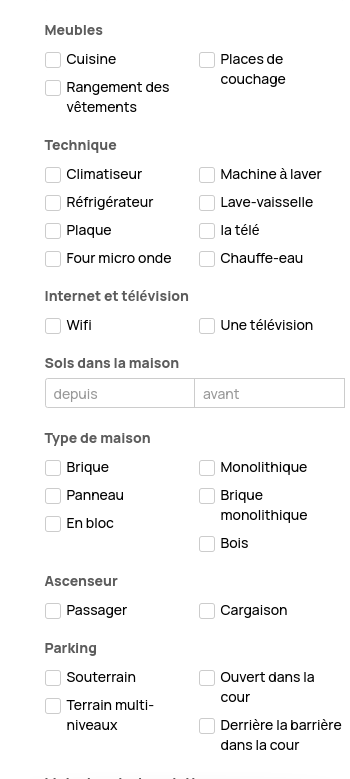 Meubles
Cuisine
Places de
couchage
Rangement des
vêtements
Technique
Climatiseur
Machine à laver
Réfrigérateur
Lave-vaisselle
Plaque
la télé
Four micro onde
Chauffe-eau
Internet et télévision
Wifi
Une télévision
Sols dans la maison
depuis
avant
Type de maison
Brique
Monolithique
Panneau
Brique
monolithique
En bloc
Bois
Ascenseur
Passager
Cargaison
Parking
Souterrain
Ouvert dans la
cour
Terrain multi-
niveaux
Derrière la barrière
dans la cour